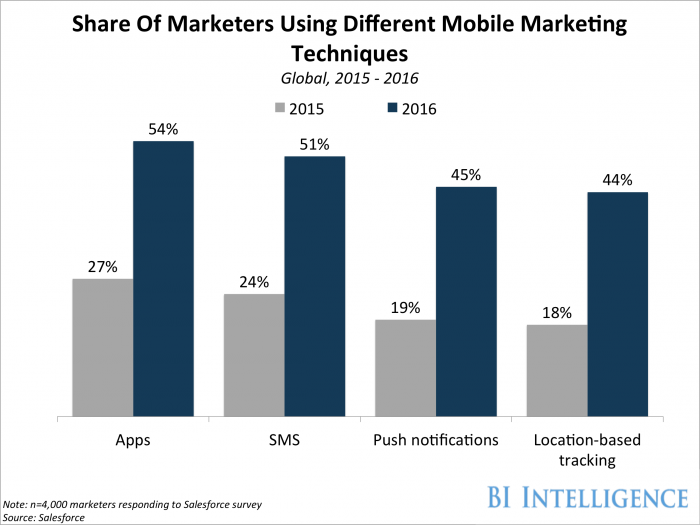 Share Of Marketers Using Different Mobile Marketing
Techniques
Global, 2015 - 2016
2015 2016
54%
51%
45%
44%
27%
24%
19%
18%
Apps SMS Push notifications Location-based
tracking
Note: n=4,000 marketers responding to Salesforce survey
Source: Salesforce
BI INTELLIGENCE